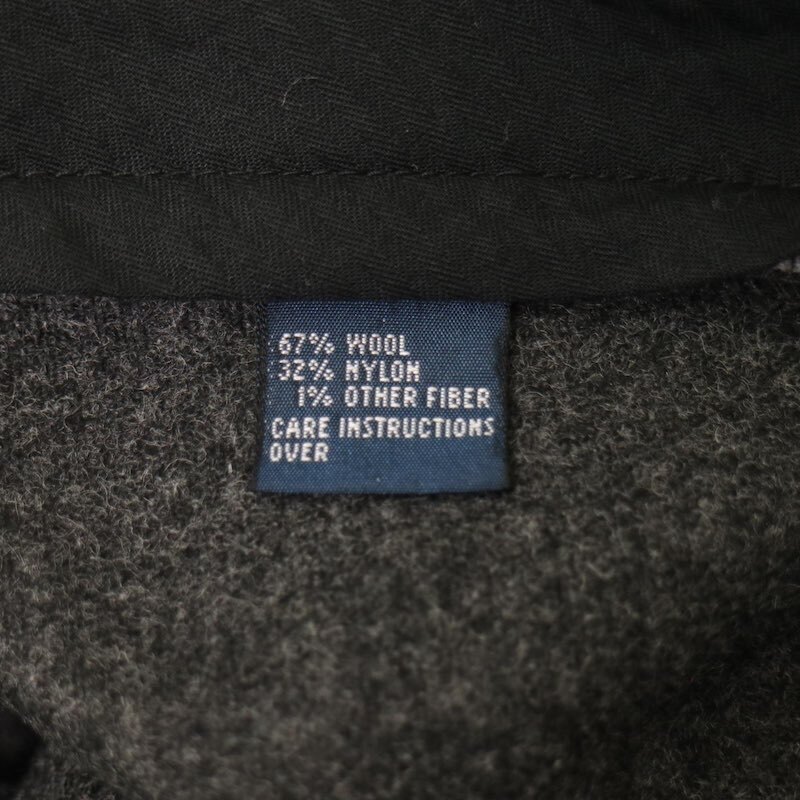 67% WOOL
32% NYLON
1% OTHER FIBER
CARE INSTRUCTIONS
OVER